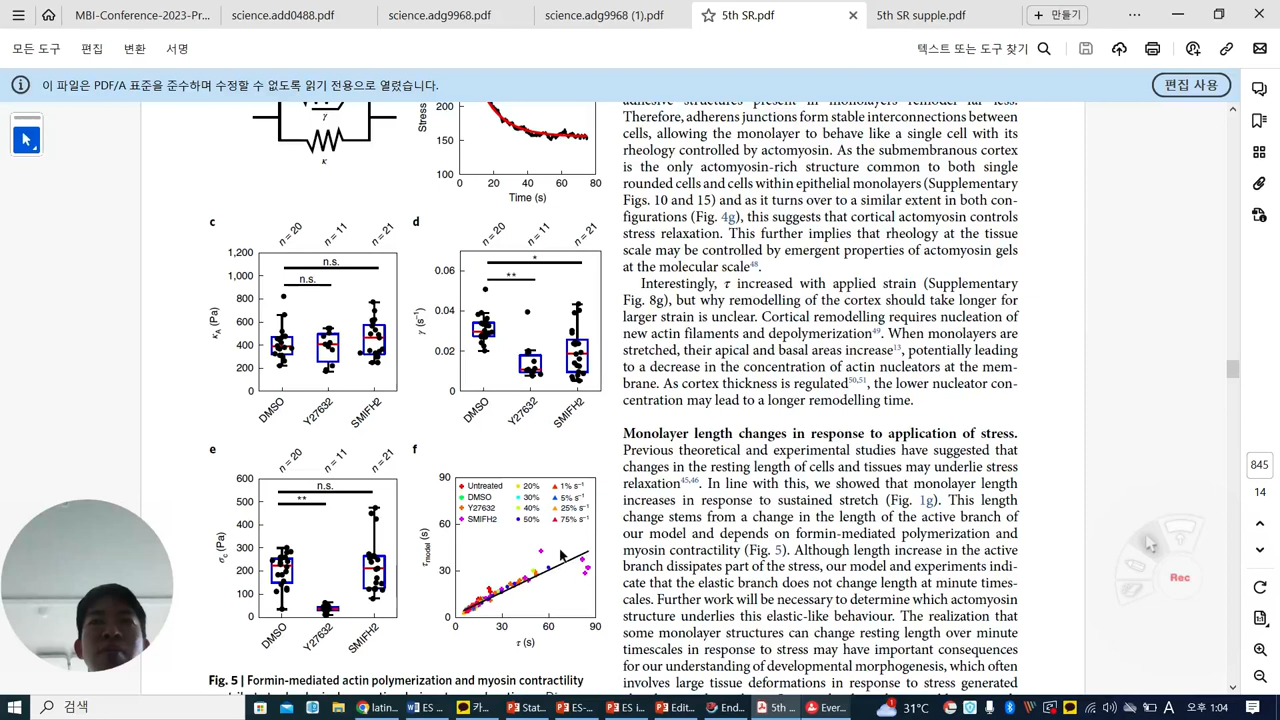 MBI-Conference-2023-Pr...
science.add0488.pdf
science.adg9968.pdf
science.adg9968 (1).pdf
5th SR.pdf
5th SR supple.pdf
만들기
모든 도구
편집
변환
서명
텍스트 또는 도구 찾기
이 파일은 PDF/A 표준을 준수하며 수정할 수 없도록 읽기 전용으로 열렸습니다.
편집 사용
γ
κ
Stress
200
150
100
0 20 40 60 80
Time (s)
c
n = 20
n = 11
n = 21
n.s.
n.s.
1,200
1,000
800
600
400
200
0
κA (Pa)
DMSO
Y27632
SMIFH2
d
n = 20
n = 11
n = 21
*
**
0.06
0.04
0.02
0
γ (s−1)
DMSO
Y27632
SMIFH2
e
n = 20
n = 11
n = 21
n.s.
**
600
500
400
300
200
100
0
σc (Pa)
DMSO
Y27632
SMIFH2
f
90
60
30
0
τmodel (s)
Untreated 20% 1% s−1
DMSO 30% 5% s−1
Y27632 40% 25% s−1
SMIFH2 50% 75% s−1
0 30 60 90
τ (s)
Fig. 5 | Formin-mediated actin polymerization and myosin contractility
adhesive structures present in monolayers remodel far less.
Therefore, adherens junctions form stable interconnections between
cells, allowing the monolayer to behave like a single cell with its
rheology controlled by actomyosin. As the submembranous cortex
is the only actomyosin-rich structure common to both single
rounded cells and cells within epithelial monolayers (Supplementary
Figs. 10 and 15) and as it turns over to a similar extent in both con-
figurations (Fig. 4g), this suggests that cortical actomyosin controls
stress relaxation. This further implies that rheology at the tissue
scale may be controlled by emergent properties of actomyosin gels
at the molecular scale48.
Interestingly, τ increased with applied strain (Supplementary
Fig. 8g), but why remodelling of the cortex should take longer for
larger strain is unclear. Cortical remodelling requires nucleation of
new actin filaments and depolymerization49. When monolayers are
stretched, their apical and basal areas increase13, potentially leading
to a decrease in the concentration of actin nucleators at the mem-
brane. As cortex thickness is regulated50,51, the lower nucleator con-
centration may lead to a longer remodelling time.
Monolayer length changes in response to application of stress.
Previous theoretical and experimental studies have suggested that
changes in the resting length of cells and tissues may underlie stress
relaxation45,46. In line with this, we showed that monolayer length
increases in response to sustained stretch (Fig. 1g). This length
change stems from a change in the length of the active branch of
our model and depends on formin-mediated polymerization and
myosin contractility (Fig. 5). Although length increase in the active
branch dissipates part of the stress, our model and experiments indi-
cate that the elastic branch does not change length at minute times-
cales. Further work will be necessary to determine which actomyosin
structure underlies this elastic-like behaviour. The realization that
some monolayer structures can change resting length over minute
timescales in response to stress may have important consequences
for our understanding of developmental morphogenesis, which often
involves large tissue deformations in response to stress generated
Rec
845
14
검색
latin...
W ES ...
카...
Stat...
ES ...
ES i...
Edit...
End...
5th ...
Ever...
31°C
A
오후 1:04